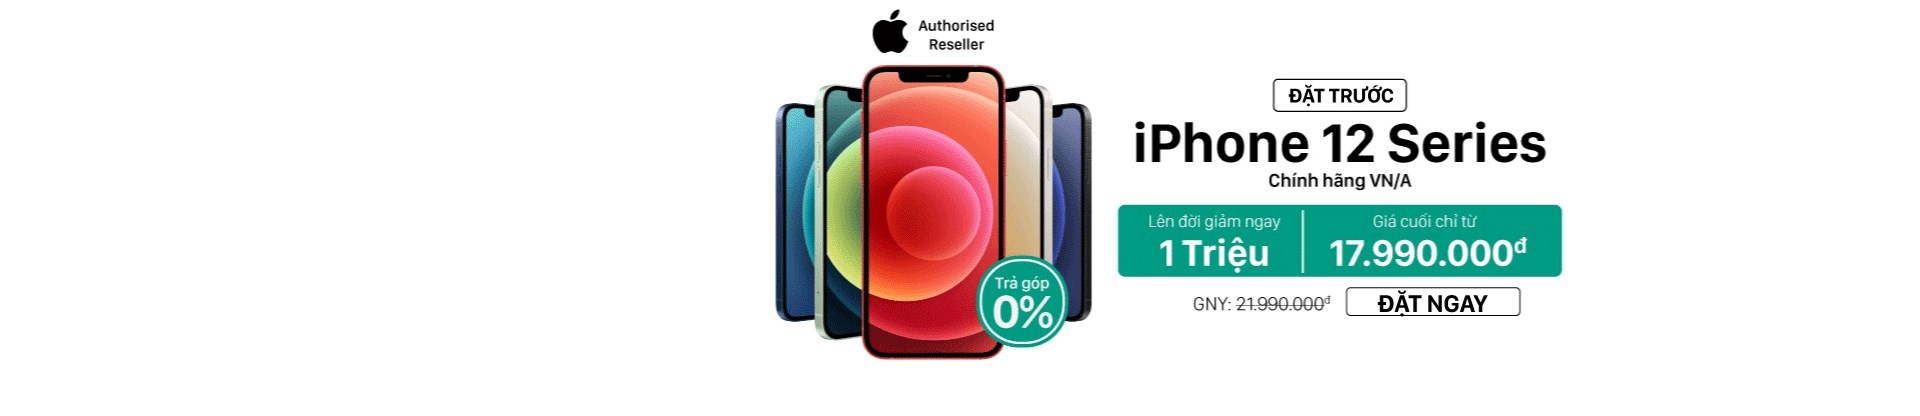 Authorised
Reseller
ĐẶT TRƯỚC
iPhone 12 Series
Chính hãng VN/A
Lên đời giảm ngay
1 Triệu
Giá cuối chỉ từ
17.990.000đ
Trả góp
0%
GNY: 21.990.000đ
ĐẶT NGAY